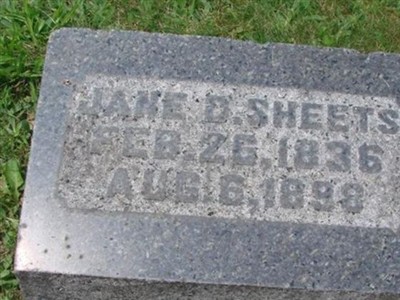 JANE D. SHEETS
FEB. 26, 1836
AUG. 6, 1898